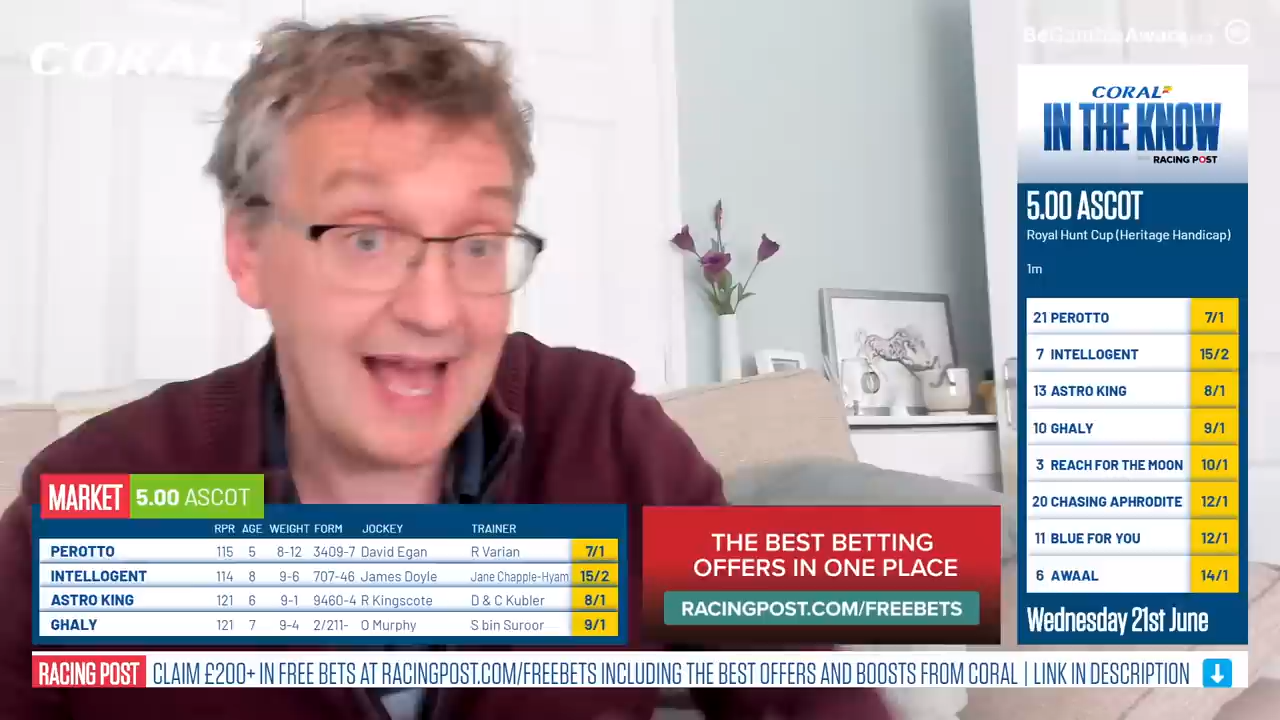 CORAL
BeGambleAware
CORAL
IN THE KNOW
RACING POST
5.00 ASCOT
Royal Hunt Cup (Heritage Handicap)
1m
21 PEROTTO 7/1
7 INTELLOGENT 15/2
13 ASTRO KING 8/1
10 GHALY 9/1
3 REACH FOR THE MOON 10/1
20 CHASING APHRODITE 12/1
11 BLUE FOR YOU 12/1
6 AWAAL 14/1
Wednesday 21st June
MARKET 5.00 ASCOT
RPR AGE WEIGHT FORM JOCKEY TRAINER
PEROTTO 115 5 8-12 3409-7 David Egan R Varian 7/1
INTELLOGENT 114 8 9-6 707-46 James Doyle Jane Chapple-Hyam 15/2
ASTRO KING 121 6 9-1 9460-4 R Kingscote D & C Kubler 8/1
GHALY 121 7 9-4 2/211- O Murphy S bin Suroor 9/1
THE BEST BETTING
OFFERS IN ONE PLACE
RACINGPOST.COM/FREEBETS
RACING POST CLAIM £200+ IN FREE BETS AT RACINGPOST.COM/FREEBETS INCLUDING THE BEST OFFERS AND BOOSTS FROM CORAL | LINK IN DESCRIPTION